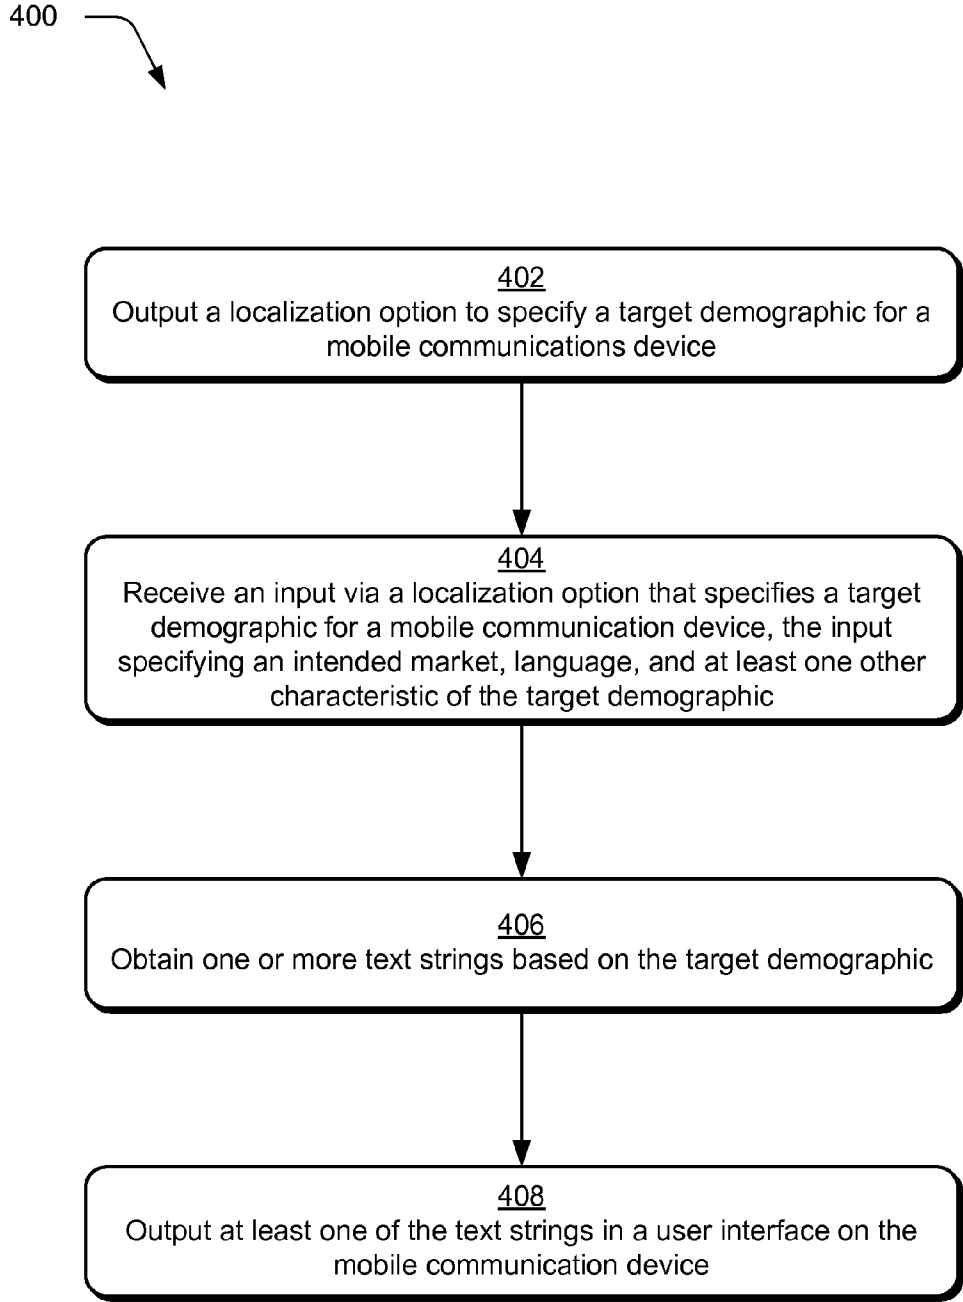 400
402
Output a localization option to specify a target demographic for a
mobile communications device
404
Receive an input via a localization option that specifies a target
demographic for a mobile communication device, the input
specifying an intended market, language, and at least one other
characteristic of the target demographic
406
Obtain one or more text strings based on the target demographic
408
Output at least one of the text strings in a user interface on the
mobile communication device